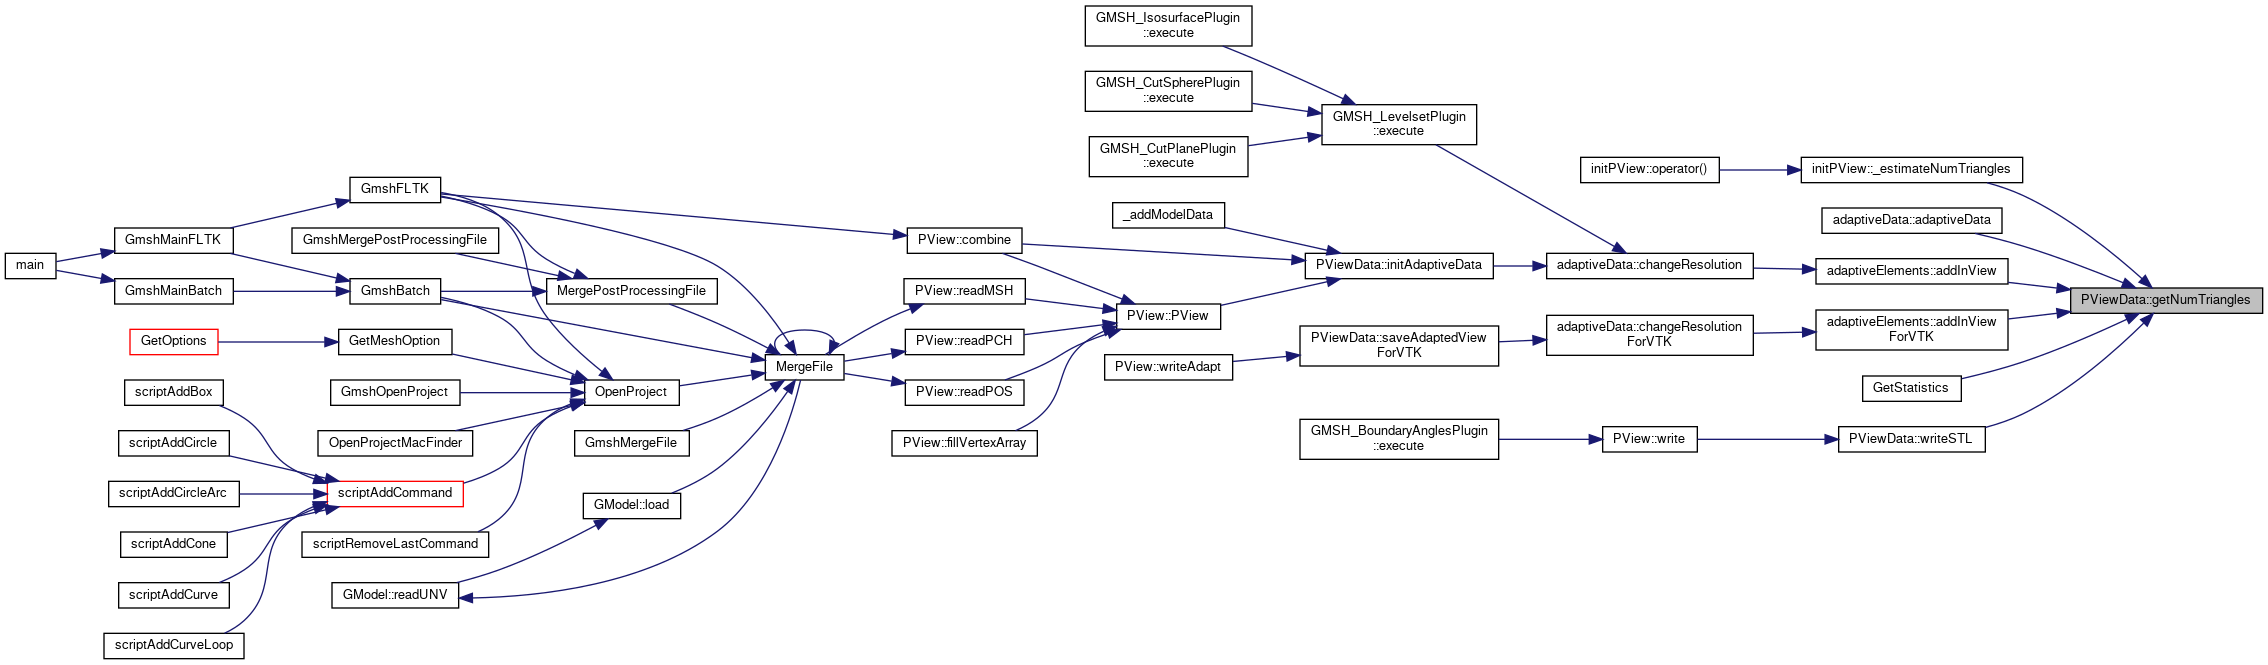 GMSH_IsosurfacePlugin
::execute
GMSH_CutSpherePlugin
::execute
GMSH_LevelsetPlugin
::execute
GMSH_CutPlanePlugin
::execute
initPView::operator()
initPView::_estimateNumTriangles
GmshFLTK
_addModelData
adaptiveData::adaptiveData
GmshMainFLTK
GmshMergePostProcessingFile
PView::combine
main
PViewData::initAdaptiveData
adaptiveData::changeResolution
adaptiveElements::addInView
GmshMainBatch
GmshBatch
MergePostProcessingFile
PView::readMSH
PViewData::getNumTriangles
PView::PView
GetOptions
GetMeshOption
PView::readPCH
PViewData::saveAdaptedView
ForVTK
adaptiveData::changeResolution
ForVTK
adaptiveElements::addInView
ForVTK
MergeFile
PView::writeAdapt
scriptAddBox
GmshOpenProject
OpenProject
PView::readPOS
GetStatistics
scriptAddCircle
OpenProjectMacFinder
GmshMergeFile
PView::fillVertexArray
GMSH_BoundaryAnglesPlugin
::execute
PView::write
PViewData::writeSTL
scriptAddCircleArc
scriptAddCommand
GModel::load
scriptAddCone
scriptRemoveLastCommand
scriptAddCurve
GModel::readUNV
scriptAddCurveLoop